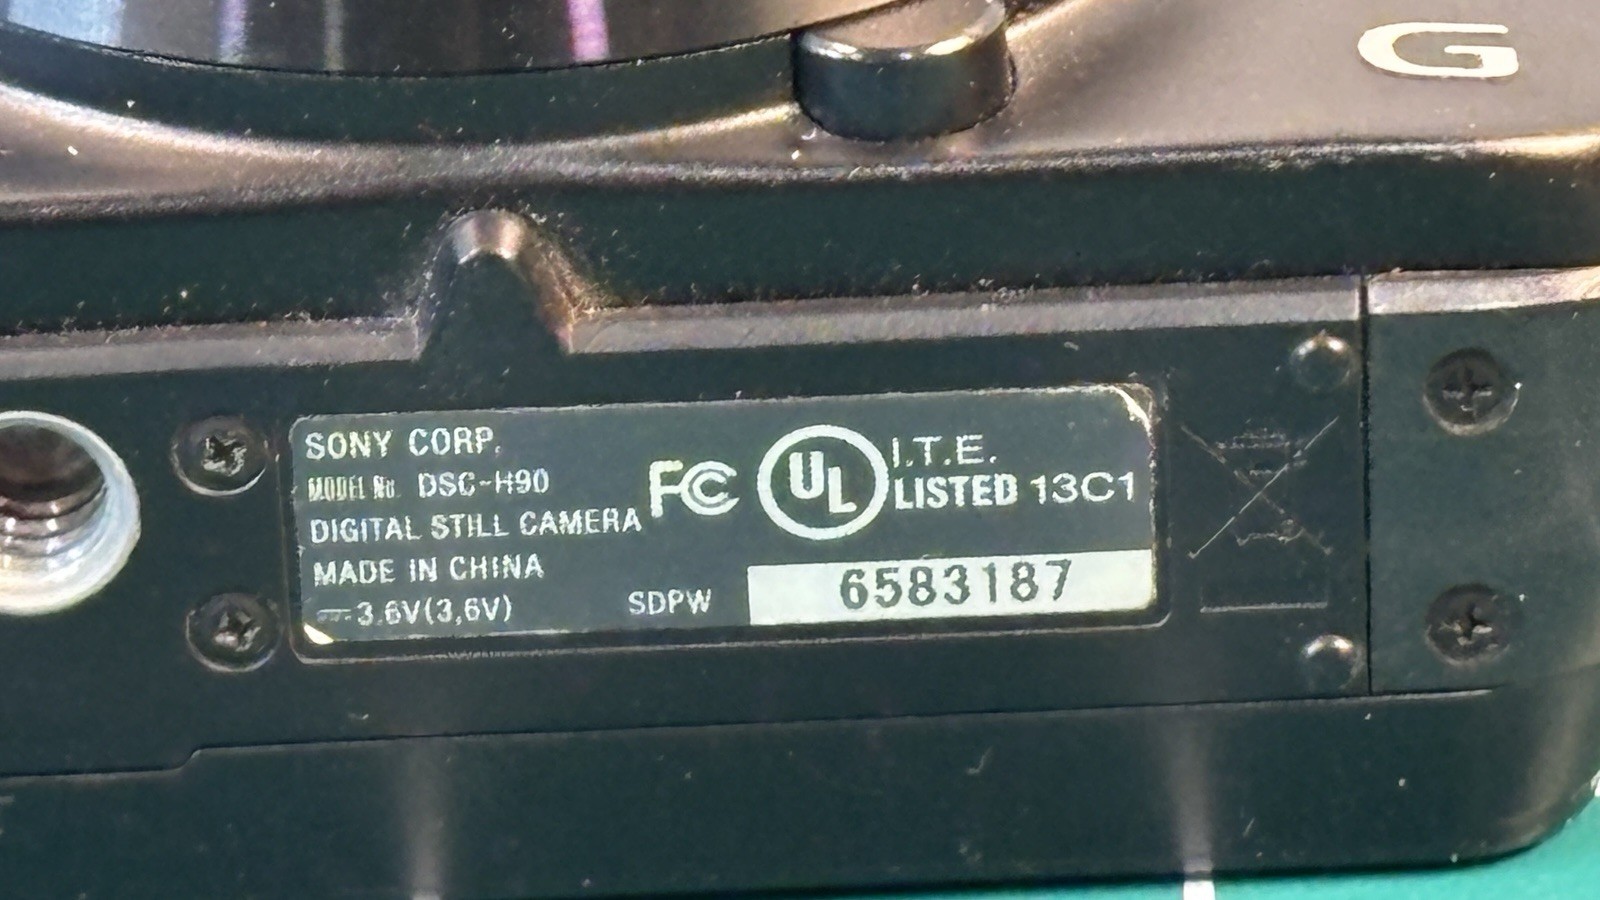 G
SONY CORP.
MODEL No. DSC-H90
DIGITAL STILL CAMERA
MADE IN CHINA
⎓3.6V(3,6V)
FC
UL
I.T.E.
LISTED 13C1
SDPW
6583187